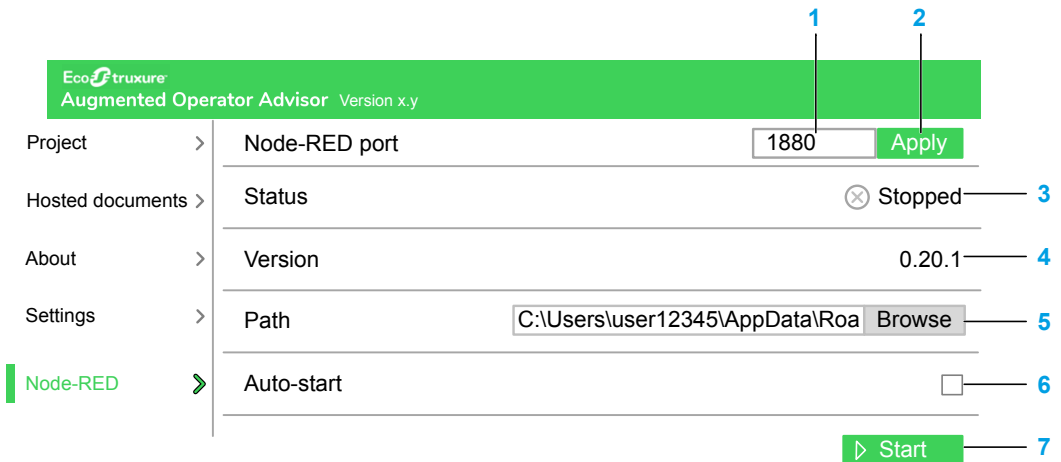 1 2
EcoStruxure
Augmented Operator Advisor Version x.y
Project > Node-RED port 1880 Apply
Hosted documents > Status Stopped 3
About > Version 0.20.1 4
Settings > Path C:\Users\user12345\AppData\Roa Browse 5
Node-RED > Auto-start 6
Start 7